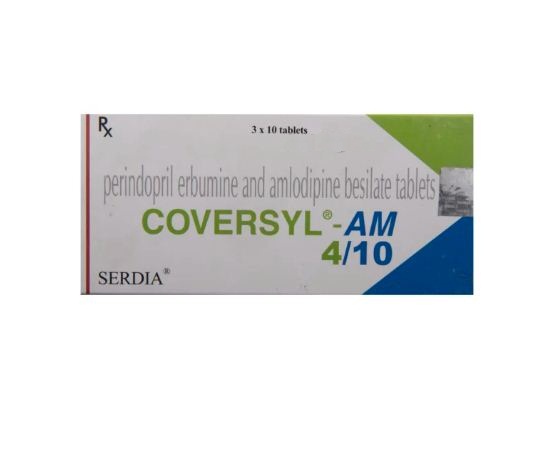 Rx
3 x 10 tablets
perindopril erbumine and amlodipine besilate tablets
COVERSYL®-AM
4/10
SERDIA®